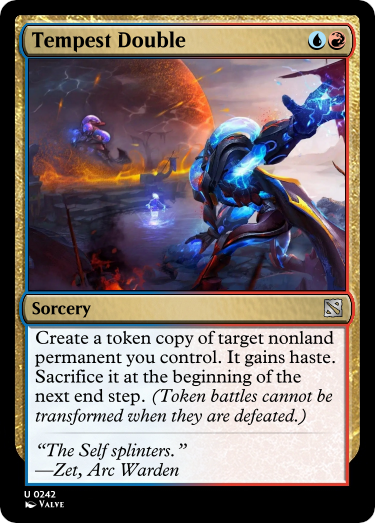 Tempest Double
Sorcery
Create a token copy of target nonland
permanent you control. It gains haste.
Sacrifice it at the beginning of the
next end step. (Token battles cannot be
transformed when they are defeated.)
“The Self splinters.”
—Zet, Arc Warden
U 0242
Valve